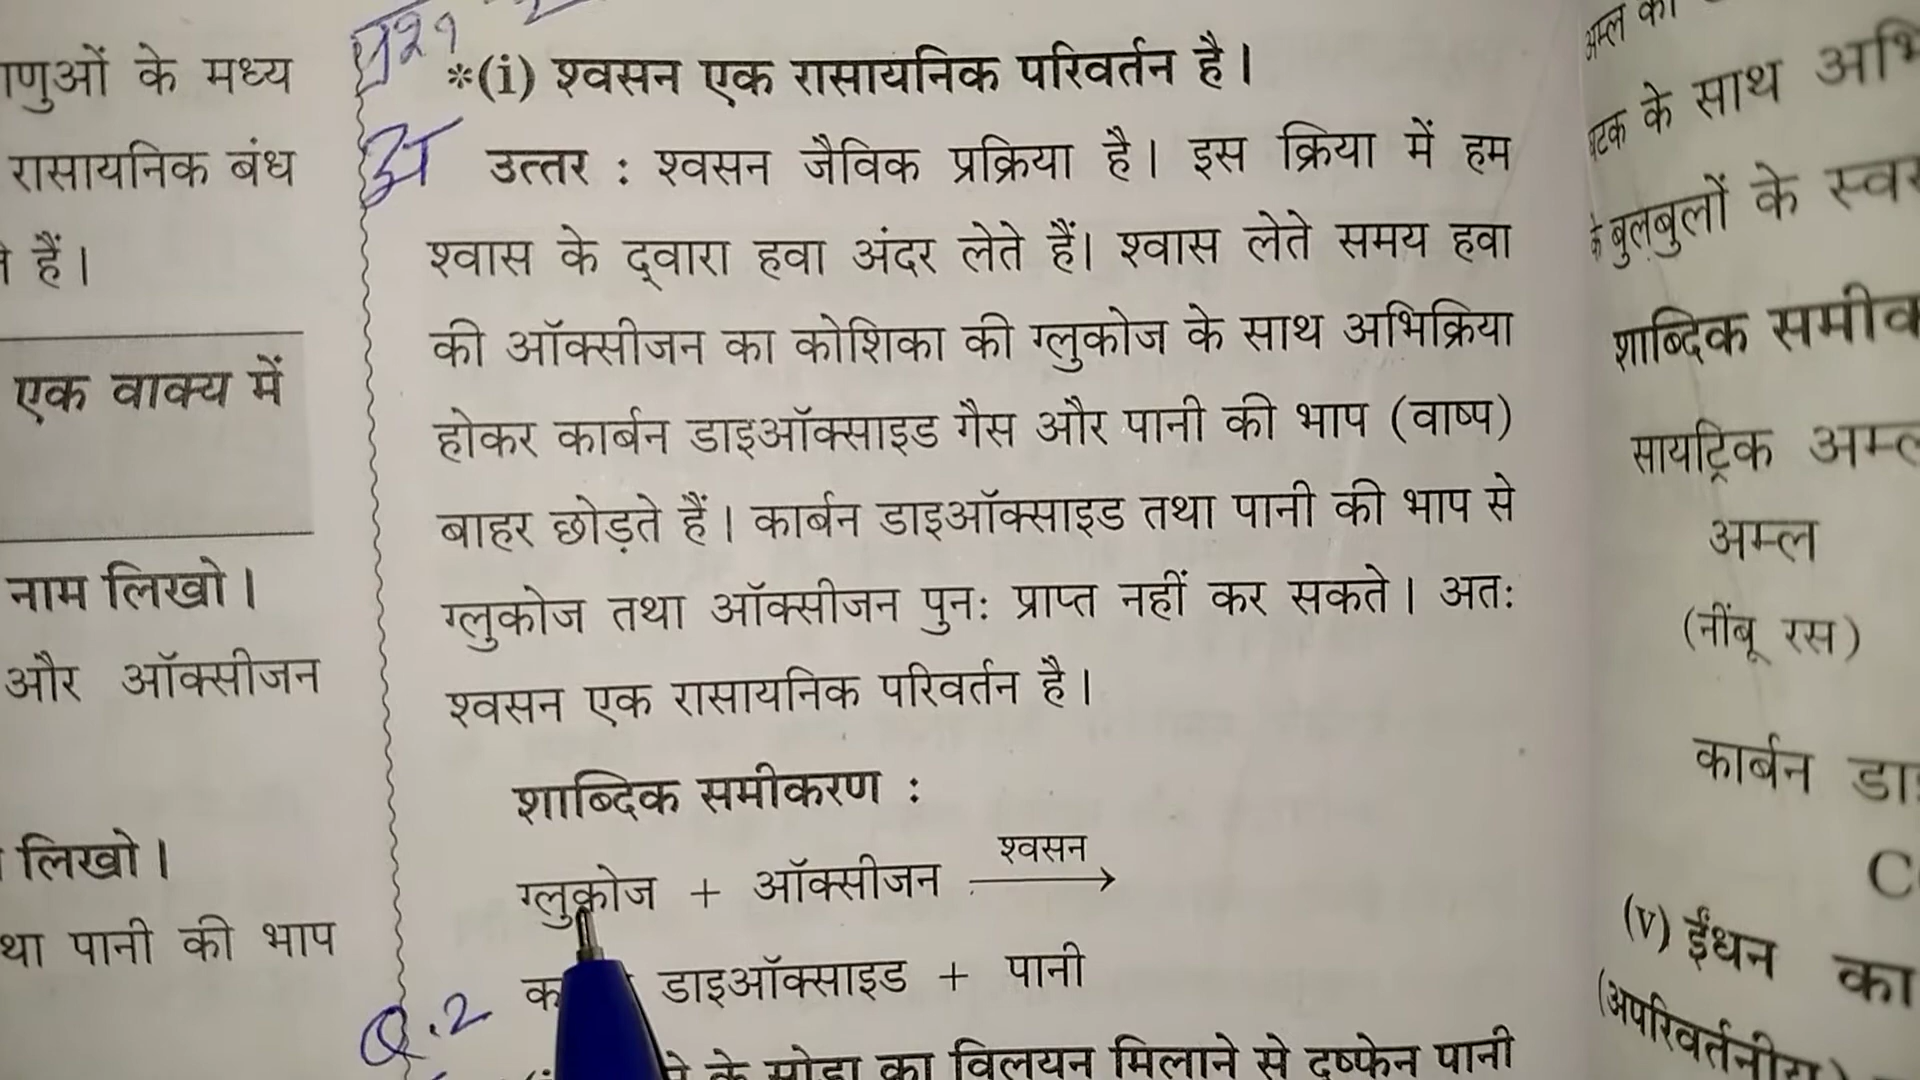 णुओं के मध्य
रासायनिक बंध
हैं।
एक वाक्य में
नाम लिखो।
और ऑक्सीजन
लिखो।
था पानी की भाप
*(i) श्वसन एक रासायनिक परिवर्तन है।
उत्तर : श्वसन जैविक प्रक्रिया है। इस क्रिया में हम
श्वास के द्वारा हवा अंदर लेते हैं। श्वास लेते समय हवा
की ऑक्सीजन का कोशिका की ग्लुकोज के साथ अभिक्रिया
होकर कार्बन डाइऑक्साइड गैस और पानी की भाप (वाष्प)
बाहर छोड़ते हैं। कार्बन डाइऑक्साइड तथा पानी की भाप से
ग्लुकोज तथा ऑक्सीजन पुनः प्राप्त नहीं कर सकते। अतः
श्वसन एक रासायनिक परिवर्तन है।
शाब्दिक समीकरण :
श्वसन
ग्लुकोज + ऑक्सीजन ⟶
डाइऑक्साइड + पानी
Q.2
के सोडा का विलयन मिलाने से
पानी
अम्ल का
के साथ
के बुलबुलों के
शाब्दिक
सायट्रिक
अम्ल
(नींबू रस)
कार्बन
(v) ईंधन का